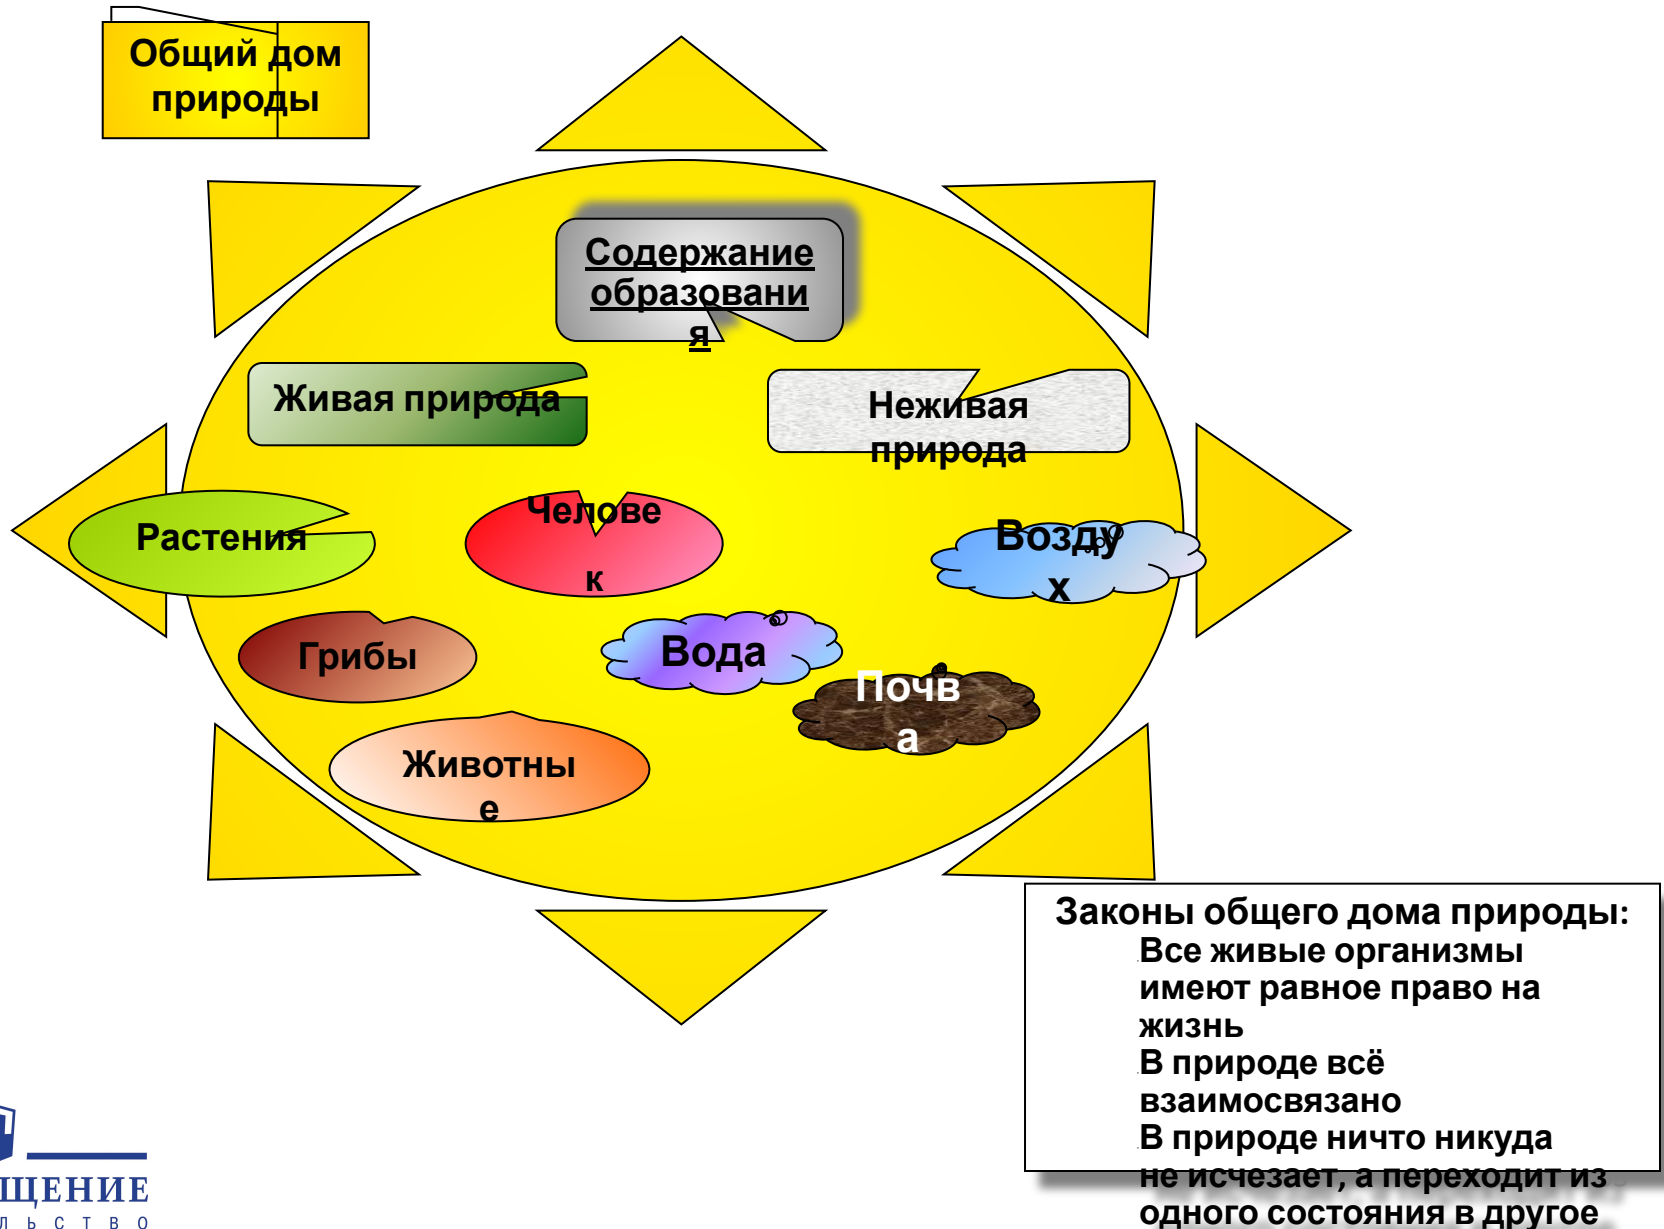 Общий дом
природы
Содержание
образовани
я
Живая природа
Неживая
природа
Растения
Челове
к
Возду
х
Грибы
Вода
Почв
а
Животны
е
Законы общего дома природы:
Все живые организмы
имеют равное право на
жизнь
В природе всё
взаимосвязано
В природе ничто никуда
не исчезает, а переходит из
одного состояния в другое
ЩЕНИЕ
ЛЬСТВО